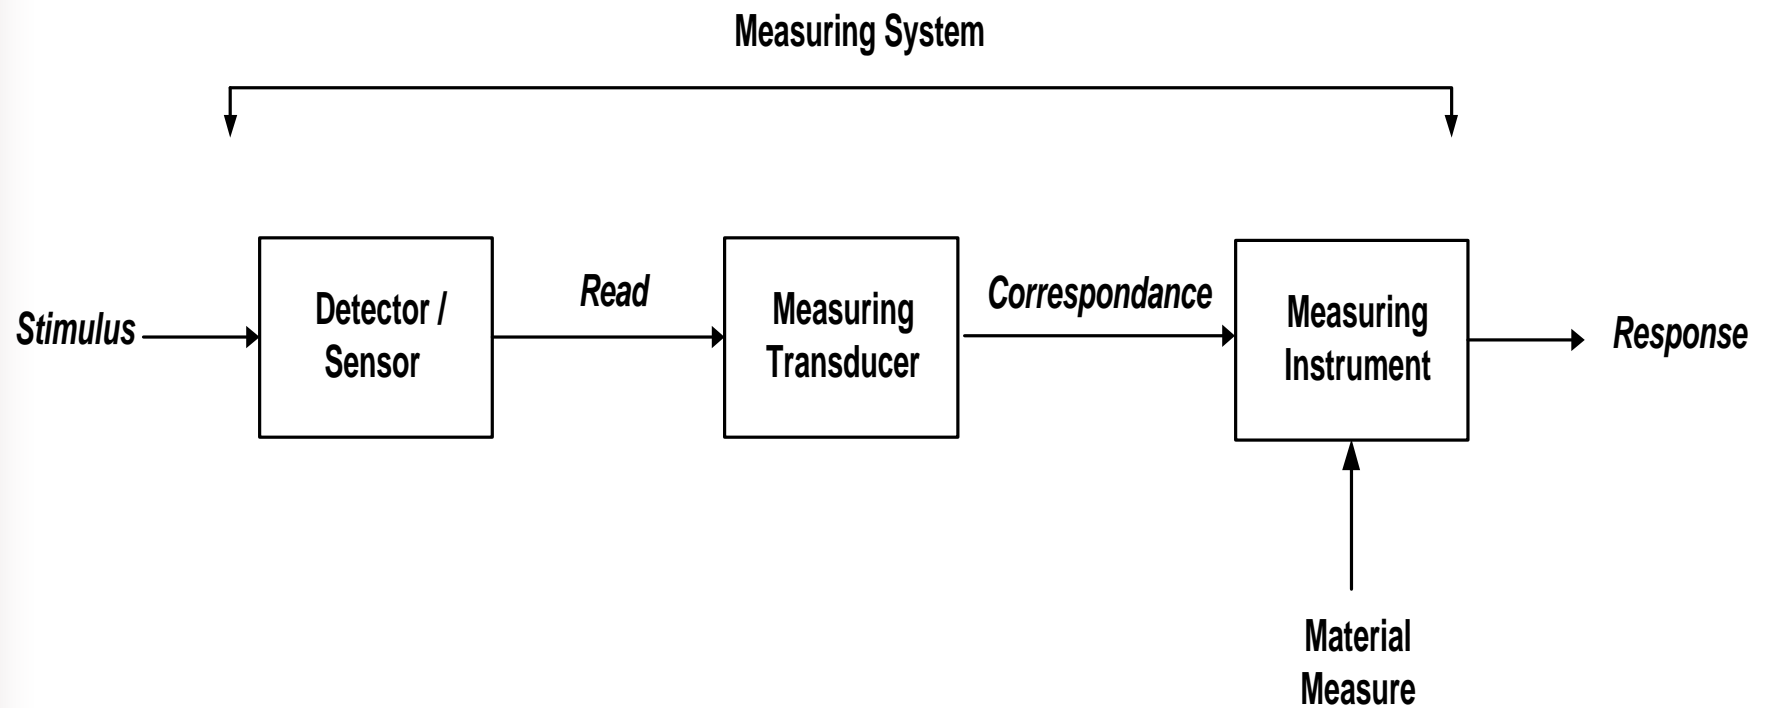 Measuring System
Stimulus
Detector /
Sensor
Read
Measuring
Transducer
Correspondance
Measuring
Instrument
Response
Material
Measure